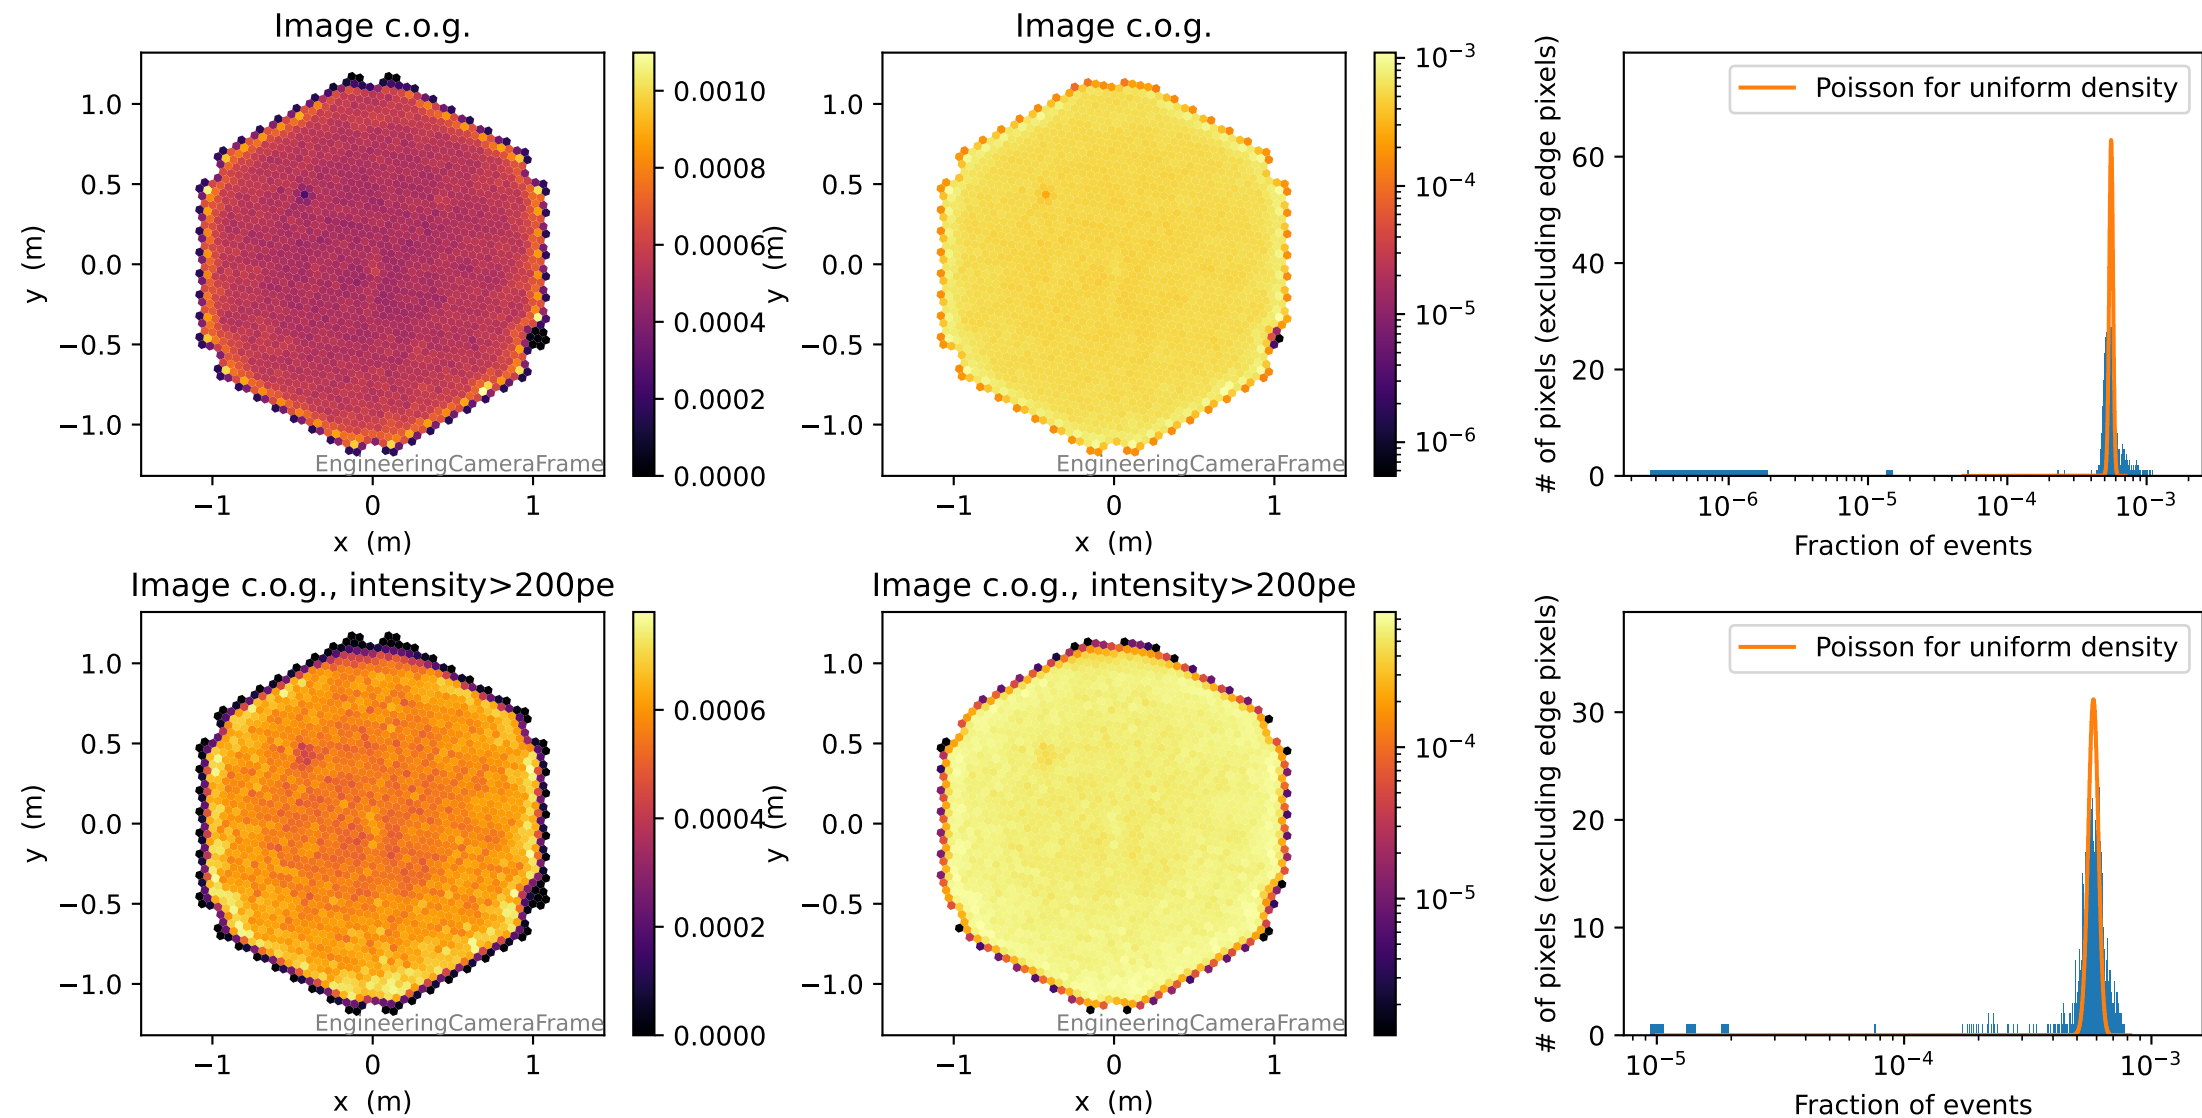 Image c.o.g.
1.0
0.5
0.0
−0.5
−1.0
y (m)
−1
0
1
x (m)
EngineeringCameraFrame
0.0010
0.0008
0.0006
0.0004
0.0002
0.0000
Image c.o.g.
1.0
0.5
0.0
−0.5
−1.0
y (m)
−1
0
1
x (m)
EngineeringCameraFrame
10⁻³
10⁻⁴
10⁻⁵
10⁻⁶
Poisson for uniform density
# of pixels (excluding edge pixels)
60
40
20
0
10⁻⁶
10⁻⁵
10⁻⁴
10⁻³
Fraction of events
Image c.o.g., intensity>200pe
1.0
0.5
0.0
−0.5
−1.0
y (m)
−1
0
1
x (m)
EngineeringCameraFrame
0.0006
0.0004
0.0002
0.0000
Image c.o.g., intensity>200pe
1.0
0.5
0.0
−0.5
−1.0
y (m)
−1
0
1
x (m)
EngineeringCameraFrame
10⁻⁴
10⁻⁵
Poisson for uniform density
# of pixels (excluding edge pixels)
30
20
10
0
10⁻⁵
10⁻⁴
10⁻³
Fraction of events